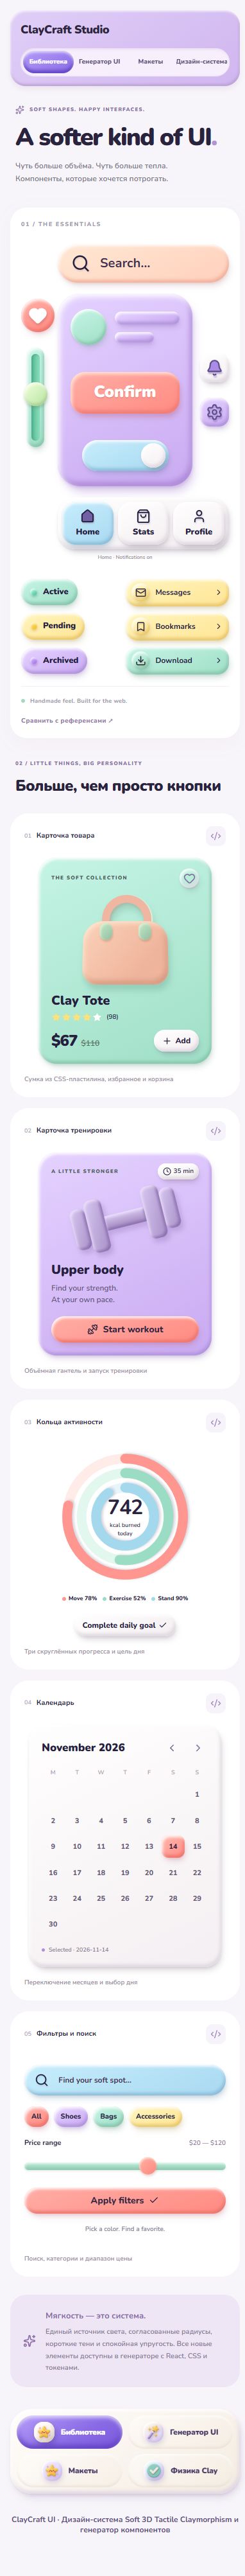 ClayCraft Studio
Библиотека Генератор UI Макеты Дизайн-система
SOFT SHAPES. HAPPY INTERFACES.
A softer kind of UI.
Чуть больше объёма. Чуть больше тепла.
Компоненты, которые хочется потрогать.
01 / THE ESSENTIALS
Search...
Confirm
Home Stats Profile
Home · Notifications on
Active Messages
Pending Bookmarks
Archived Download
Handmade feel. Built for the web.
Сравнить с референсами ↗
02 / LITTLE THINGS, BIG PERSONALITY
Больше, чем просто кнопки
01 Карточка товара
THE SOFT COLLECTION
Clay Tote
(98)
$67 $110 + Add
Сумка из CSS-пластилина, избранное и корзина
02 Карточка тренировки
A LITTLE STRONGER 35 min
Upper body
Find your strength.
At your own pace.
Start workout
Объёмная гантель и запуск тренировки
03 Кольца активности
742
kcal burned
today
Move 78% Exercise 52% Stand 90%
Complete daily goal ✓
Три скруглённых прогресса и цель дня
04 Календарь
November 2026
M T W T F S S
1
2 3 4 5 6 7 8
9 10 11 12 13 14 15
16 17 18 19 20 21 22
23 24 25 26 27 28 29
30
Selected · 2026-11-14
Переключение месяцев и выбор дня
05 Фильтры и поиск
Find your soft spot...
All Shoes Bags Accessories
Price range $20 — $120
Apply filters ✓
Pick a color. Find a favorite.
Поиск, категории и диапазон цены
Мягкость — это система.
Единый источник света, согласованные радиусы,
короткие тени и спокойная упругость. Все новые
элементы доступны в генераторе с React, CSS и
токенами.
Библиотека Генератор UI
Макеты Физика Clay
ClayCraft UI · Дизайн-система Soft 3D Tactile Claymorphism и
генератор компонентов